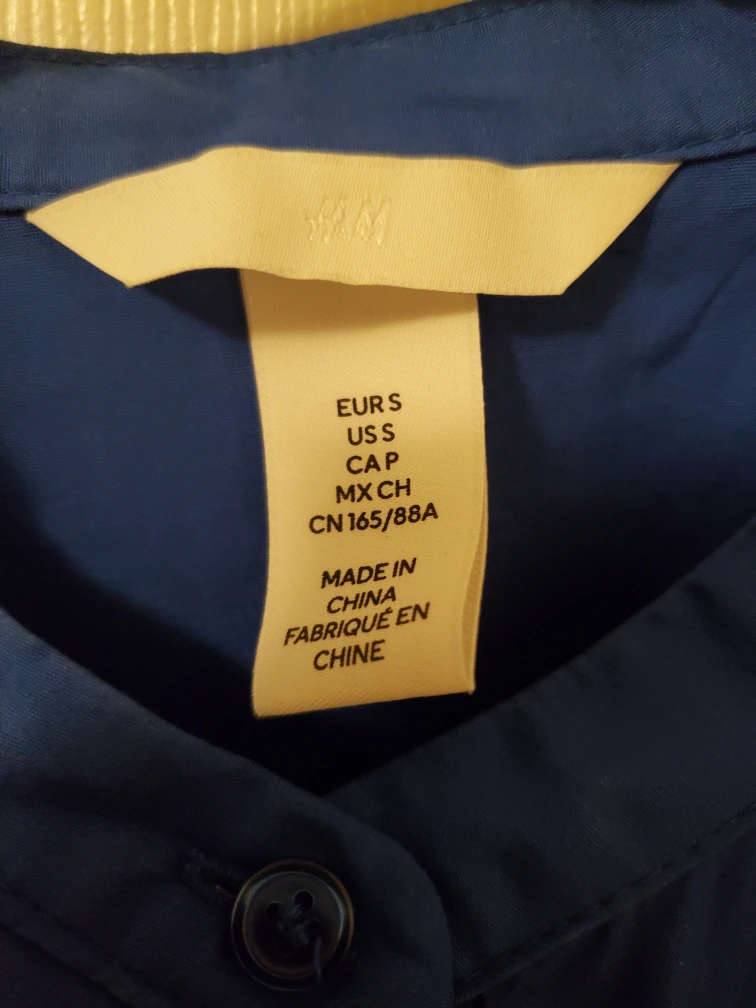 H&M
EUR S
US S
CA P
MX CH
CN 165/88A
MADE IN
CHINA
FABRIQUÉ EN
CHINE